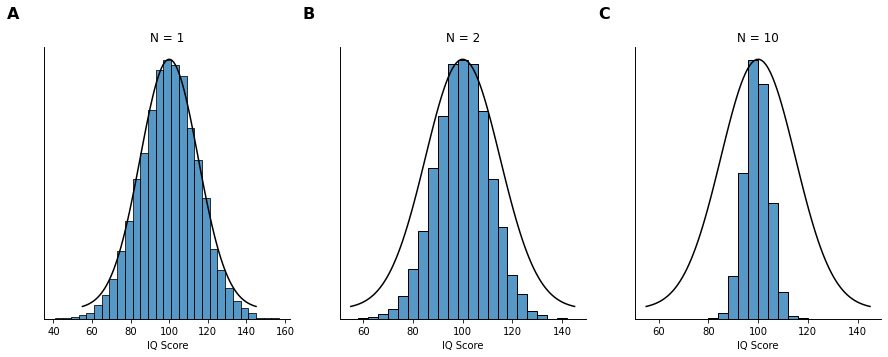 A
B
C
N = 1
N = 2
N = 10
40 60 80 100 120 140 160
60 80 100 120 140
60 80 100 120 140
IQ Score
IQ Score
IQ Score